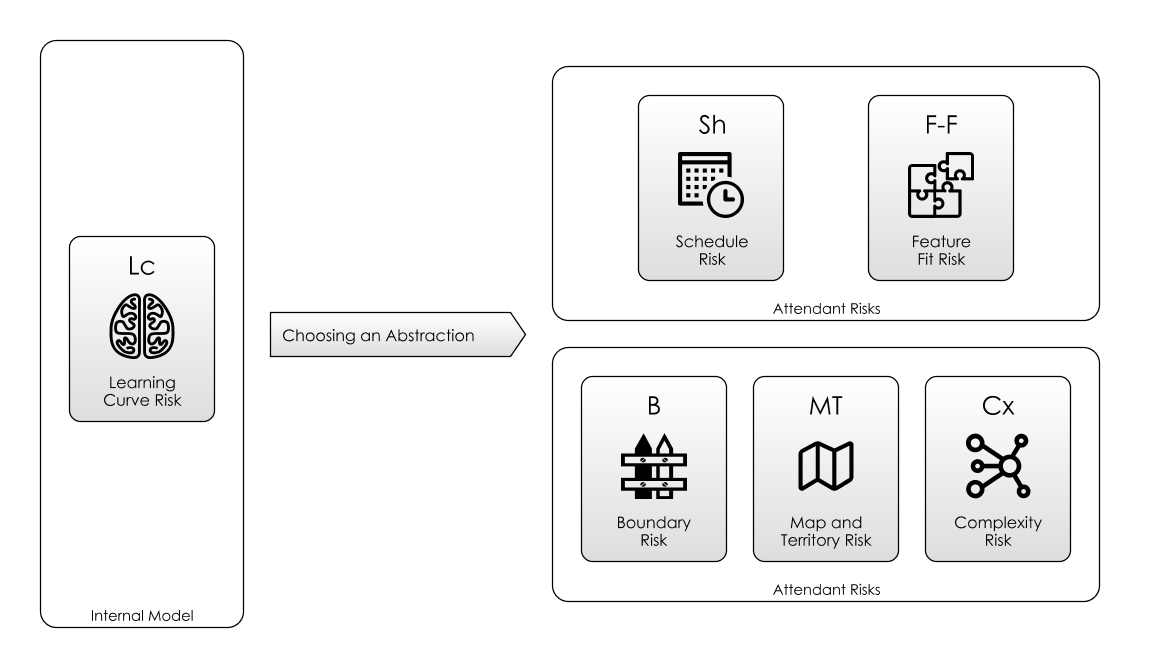 Lc
Learning
Curve Risk
Internal Model
Choosing an Abstraction
Sh
Schedule
Risk
F-F
Feature
Fit Risk
Attendant Risks
B
Boundary
Risk
MT
Map and
Territory Risk
Cx
Complexity
Risk
Attendant Risks